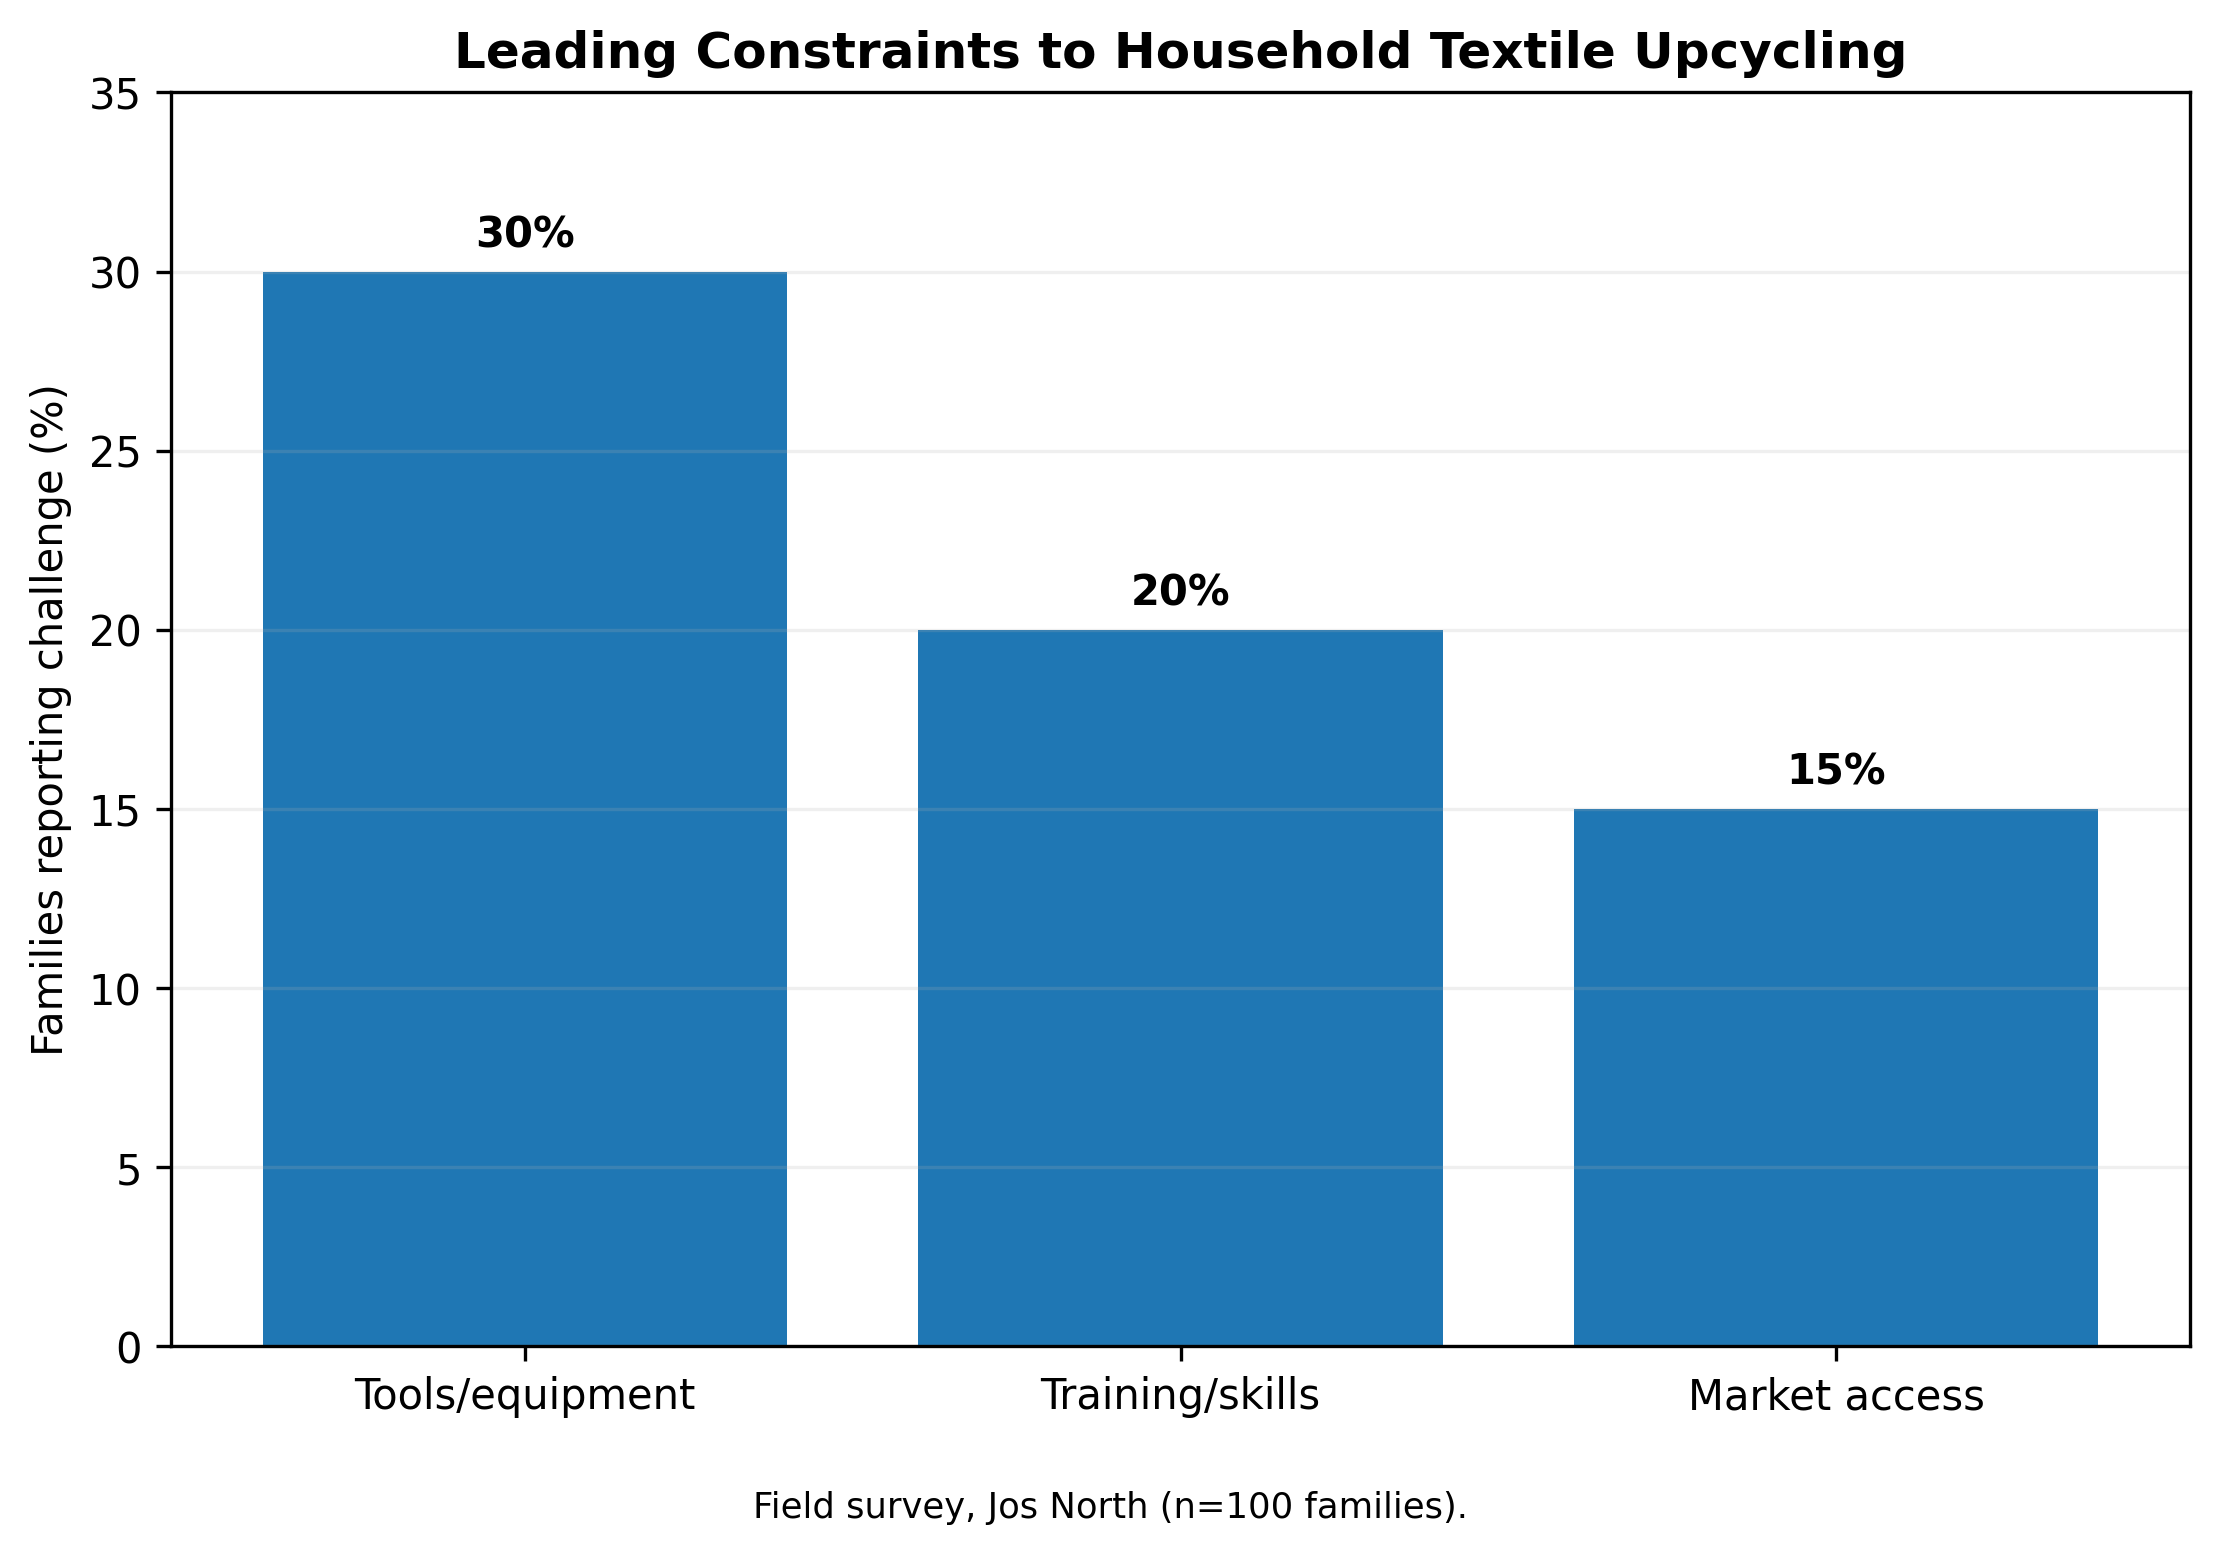 Leading Constraints to Household Textile Upcycling
35
30
25
20
15
10
5
0
Families reporting challenge (%)
30%
20%
15%
Tools/equipment
Training/skills
Market access
Field survey, Jos North (n=100 families).